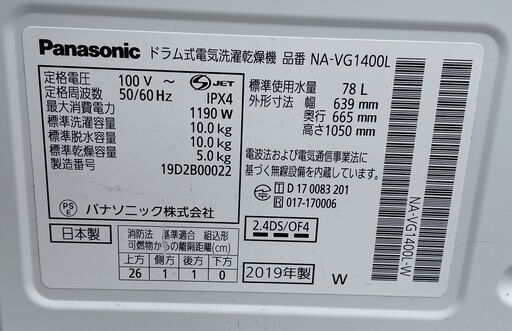 Panasonic ドラム式電気洗濯乾燥機 品番 NA-VG1400L
定格電圧 100 V ～
定格周波数 50/60 Hz
S JET
IPX4
最大消費電力 1190 W
標準洗濯容量 10.0 kg
標準脱水容量 10.0 kg
標準乾燥容量 5.0 kg
製造番号 19D2B00022
標準使用水量 78 L
外形寸法 幅 639 mm
奥行 665 mm
高さ 1050 mm
電波法および電気通信事業法に
基づく無線設備を内蔵しています。
T D 17 0083 201
R 017-170006
2.4DS/OF4
PSE
パナソニック株式会社
日本製
消防法 基準適合 組込形
可燃物からの離隔距離(cm)
上方 側方 後方 下方
26 1 1 0
2019年製
W
NA-VG1400L-W